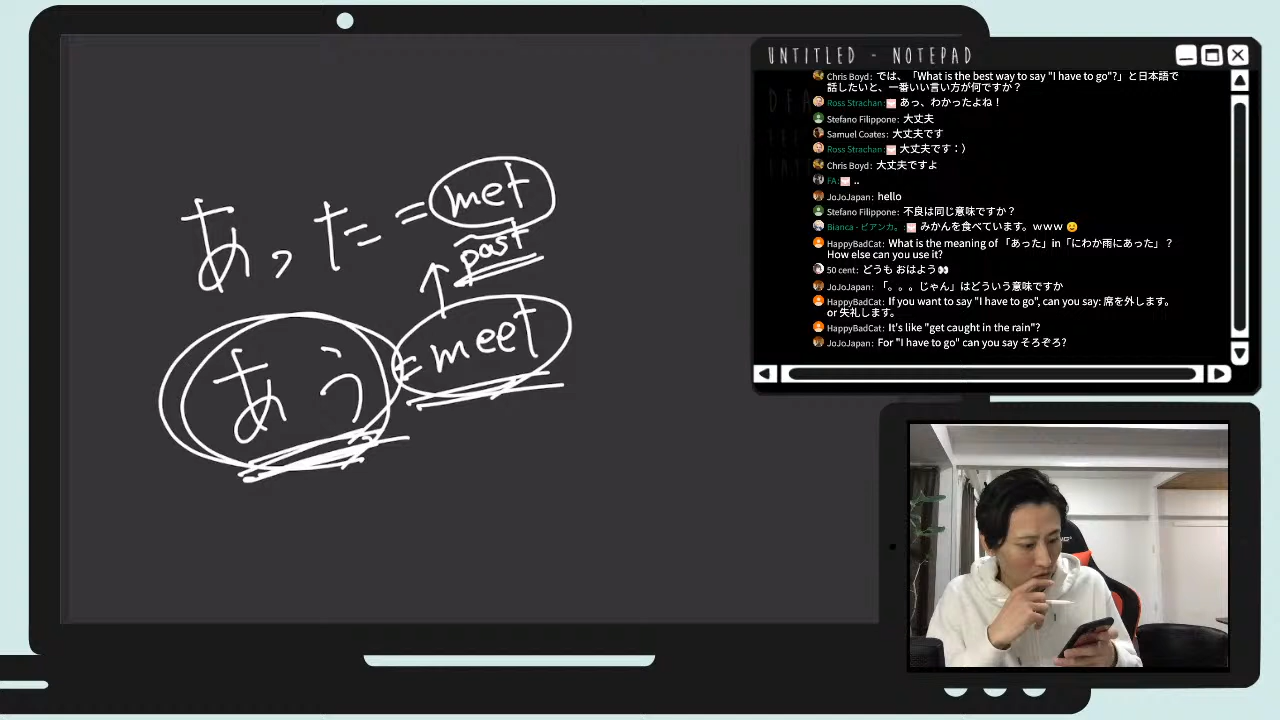 あった = met
past
あう = meet
UNTITLED - NOTEPAD
Chris Boyd: では、「What is the best way to say "I have to go"?」と日本語で
話したいと、一番いい言い方が何ですか？
Ross Strachan: あっ、わかったよね！
Stefano Filippone: 大丈夫
Samuel Coates: 大丈夫です
Ross Strachan: 大丈夫です：）
Chris Boyd: 大丈夫ですよ
FA: ..
JoJoJapan: hello
Stefano Filippone: 不良は同じ意味ですか？
Bianca - ビアンカ。: みかんを食べています。www 😄
HappyBadCat: What is the meaning of 「あった」in「にわか雨にあった」？
How else can you use it?
50 cent: どうも おはよう👀
JoJoJapan: 「。。。じゃん」はどういう意味ですか
HappyBadCat: If you want to say "I have to go", can you say: 席を外します。
or 失礼します。
HappyBadCat: It's like "get caught in the rain"?
JoJoJapan: For "I have to go" can you say そろぞろ?